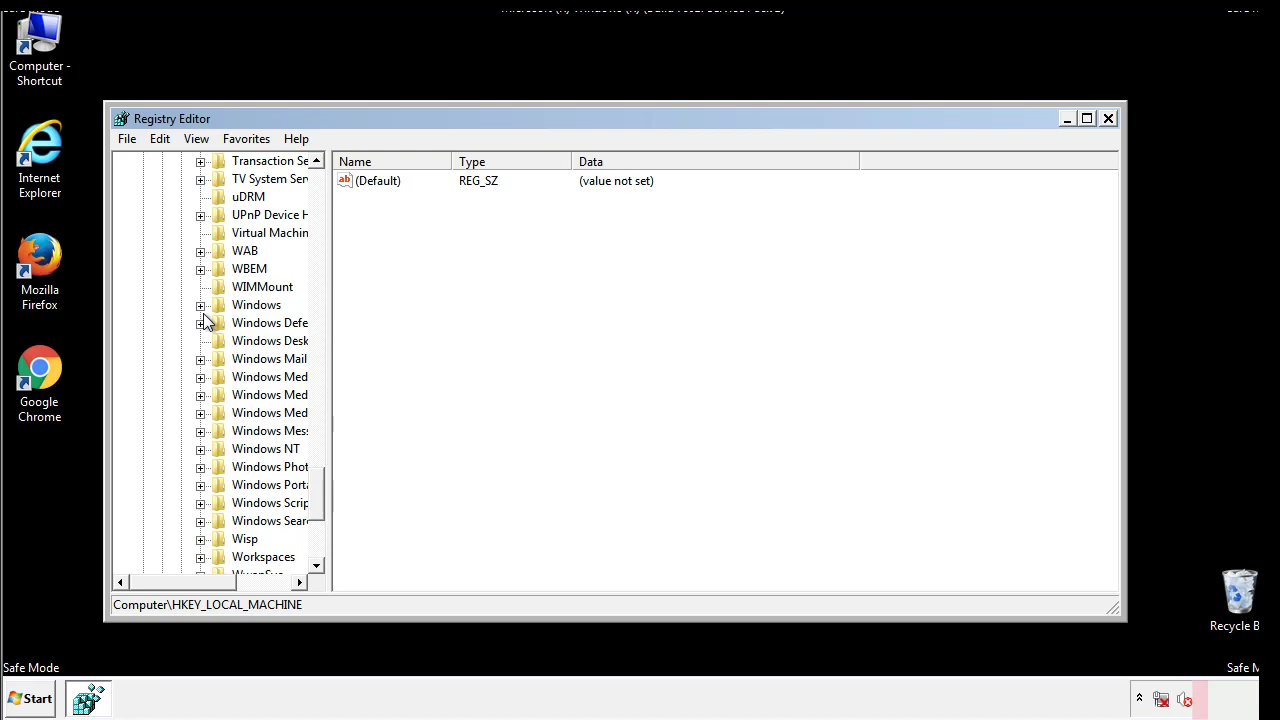 Computer -
Shortcut
Internet
Explorer
Mozilla
Firefox
Google
Chrome
Registry Editor
File Edit View Favorites Help
Transaction Se
TV System Serv
uDRM
UPnP Device H
Virtual Machin
WAB
WBEM
WIMMount
Windows
Windows Defe
Windows Desk
Windows Mail
Windows Med
Windows Med
Windows Med
Windows Mess
Windows NT
Windows Phot
Windows Porta
Windows Scrip
Windows Sear
Wisp
Workspaces
Name Type Data
(Default) REG_SZ (value not set)
Computer\HKEY_LOCAL_MACHINE
Recycle B
Safe Mode
Safe M
Start